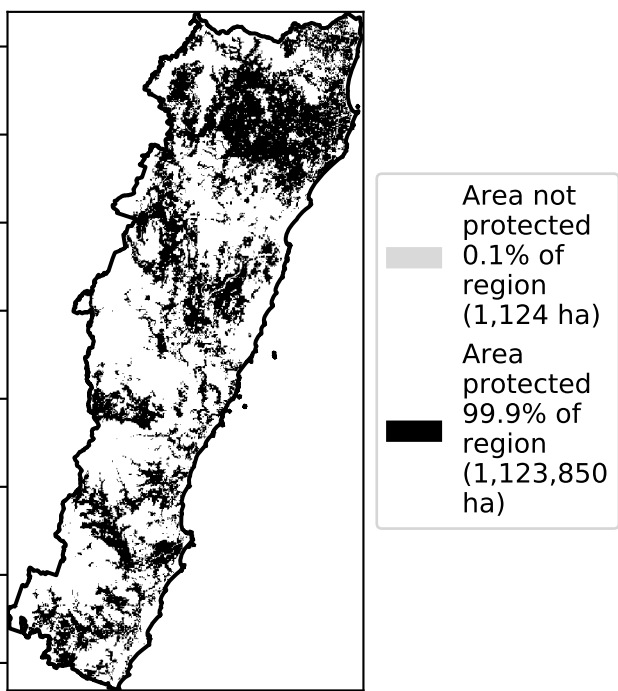 Area not
protected
0.1% of
region
(1,124 ha)
Area
protected
99.9% of
region
(1,123,850
ha)